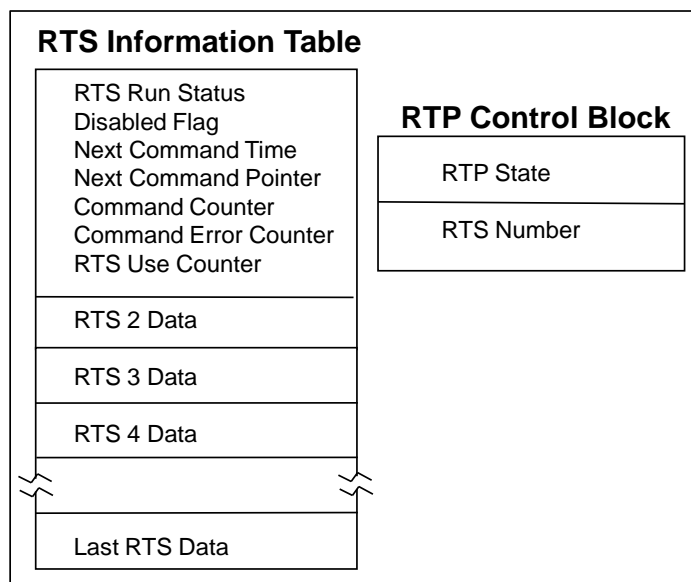 RTS Information Table
RTS Run Status
Disabled Flag
Next Command Time
Next Command Pointer
Command Counter
Command Error Counter
RTS Use Counter
RTS 2 Data
RTS 3 Data
RTS 4 Data
Last RTS Data
RTP Control Block
RTP State
RTS Number